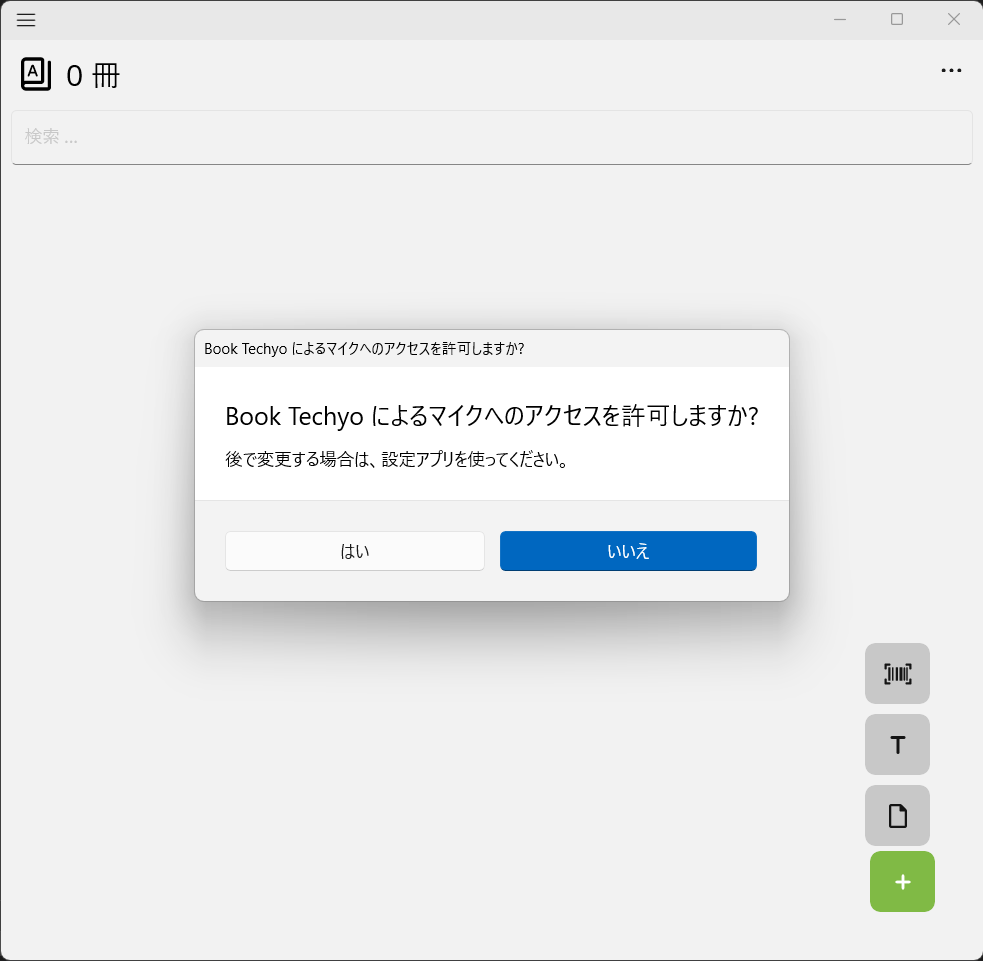 0 冊
検索 ...
Book Techyo によるマイクへのアクセスを許可しますか?
Book Techyo によるマイクへのアクセスを許可しますか?
後で変更する場合は、設定アプリを使ってください。
はい
いいえ
T